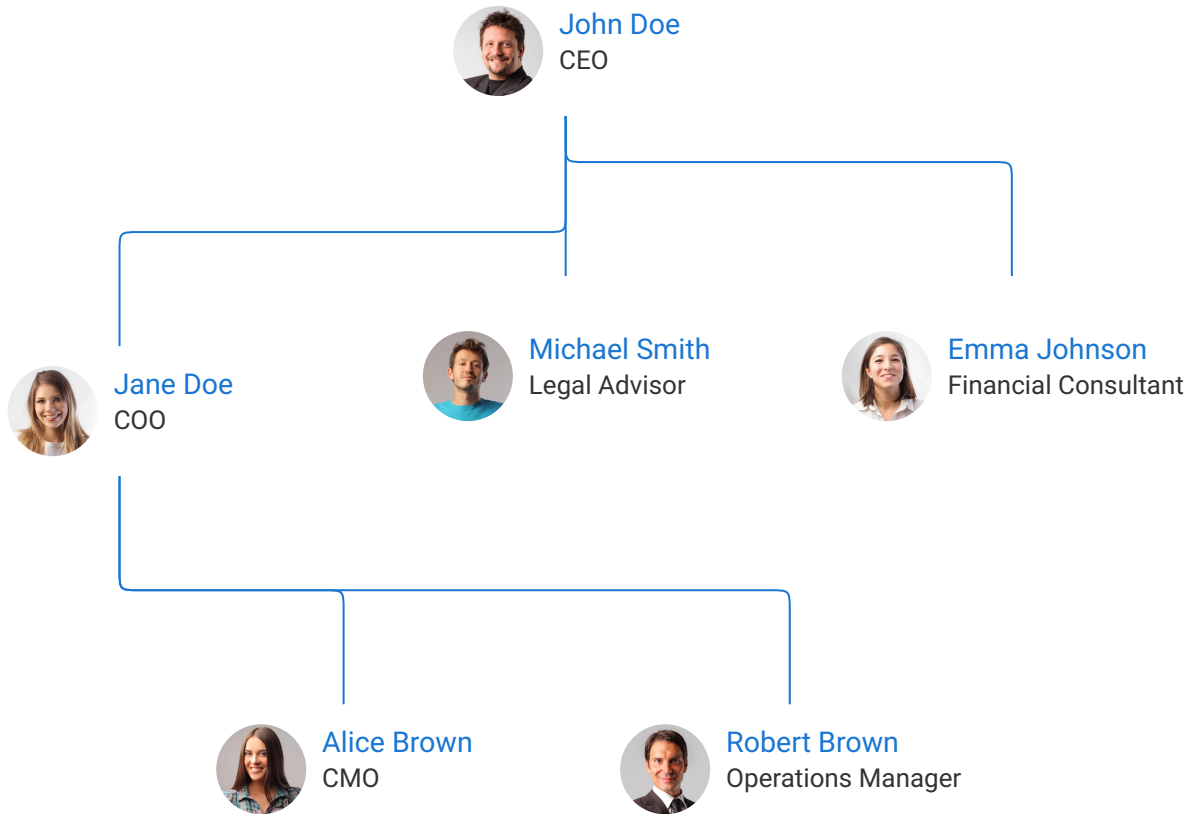 John Doe
CEO
Jane Doe
COO
Michael Smith
Legal Advisor
Emma Johnson
Financial Consultant
Alice Brown
CMO
Robert Brown
Operations Manager